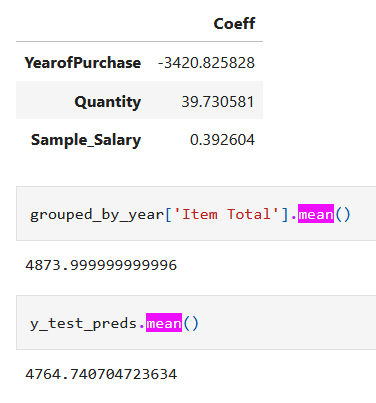 Coeff
YearofPurchase -3420.825828
Quantity 39.730581
Sample_Salary 0.392604
grouped_by_year['Item Total'].mean()
4873.999999999996
y_test_preds.mean()
4764.740704723634